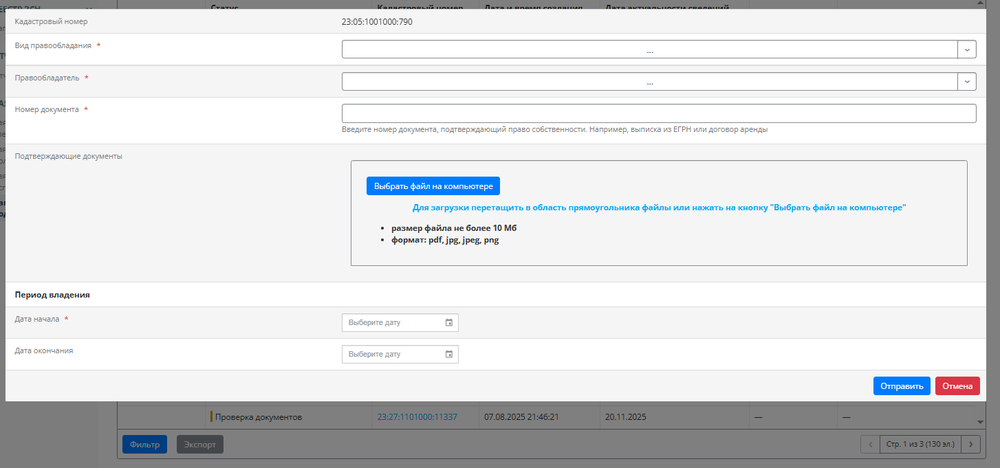 Статус Кадастровый номер Дата и время создания Дата актуальности сведений
Кадастровый номер 23:05:1001000:790
Вид правообладания * ...
Правообладатель * ...
Номер документа *
Введите номер документа, подтверждающий право собственности. Например, выписка из ЕГРН или договор аренды
Подтверждающие документы
Выбрать файл на компьютере
Для загрузки перетащить в область прямоугольника файлы или нажать на кнопку "Выбрать файл на компьютере"
• размер файла не более 10 Мб
• формат: pdf, jpg, jpeg, png
Период владения
Дата начала * Выберите дату
Дата окончания Выберите дату
Отправить Отмена
Проверка документов 23:27:1101000:11337 07.08.2025 21:46:21 20.11.2025 — —
Фильтр Экспорт Стр. 1 из 3 (130 эл.)